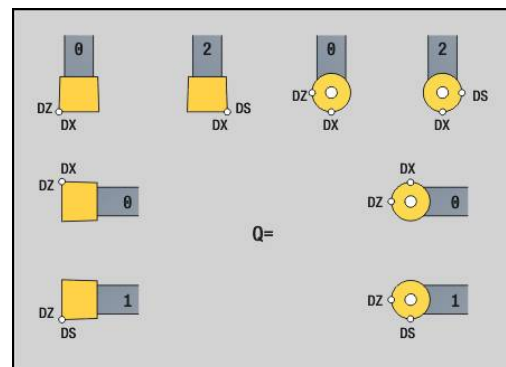 0 2 0 2
DZ DS DZ DS
DX DX DX DX
DX DX
DZ 0 DZ 0
Q=
1 DZ 1
DZ
DS DS